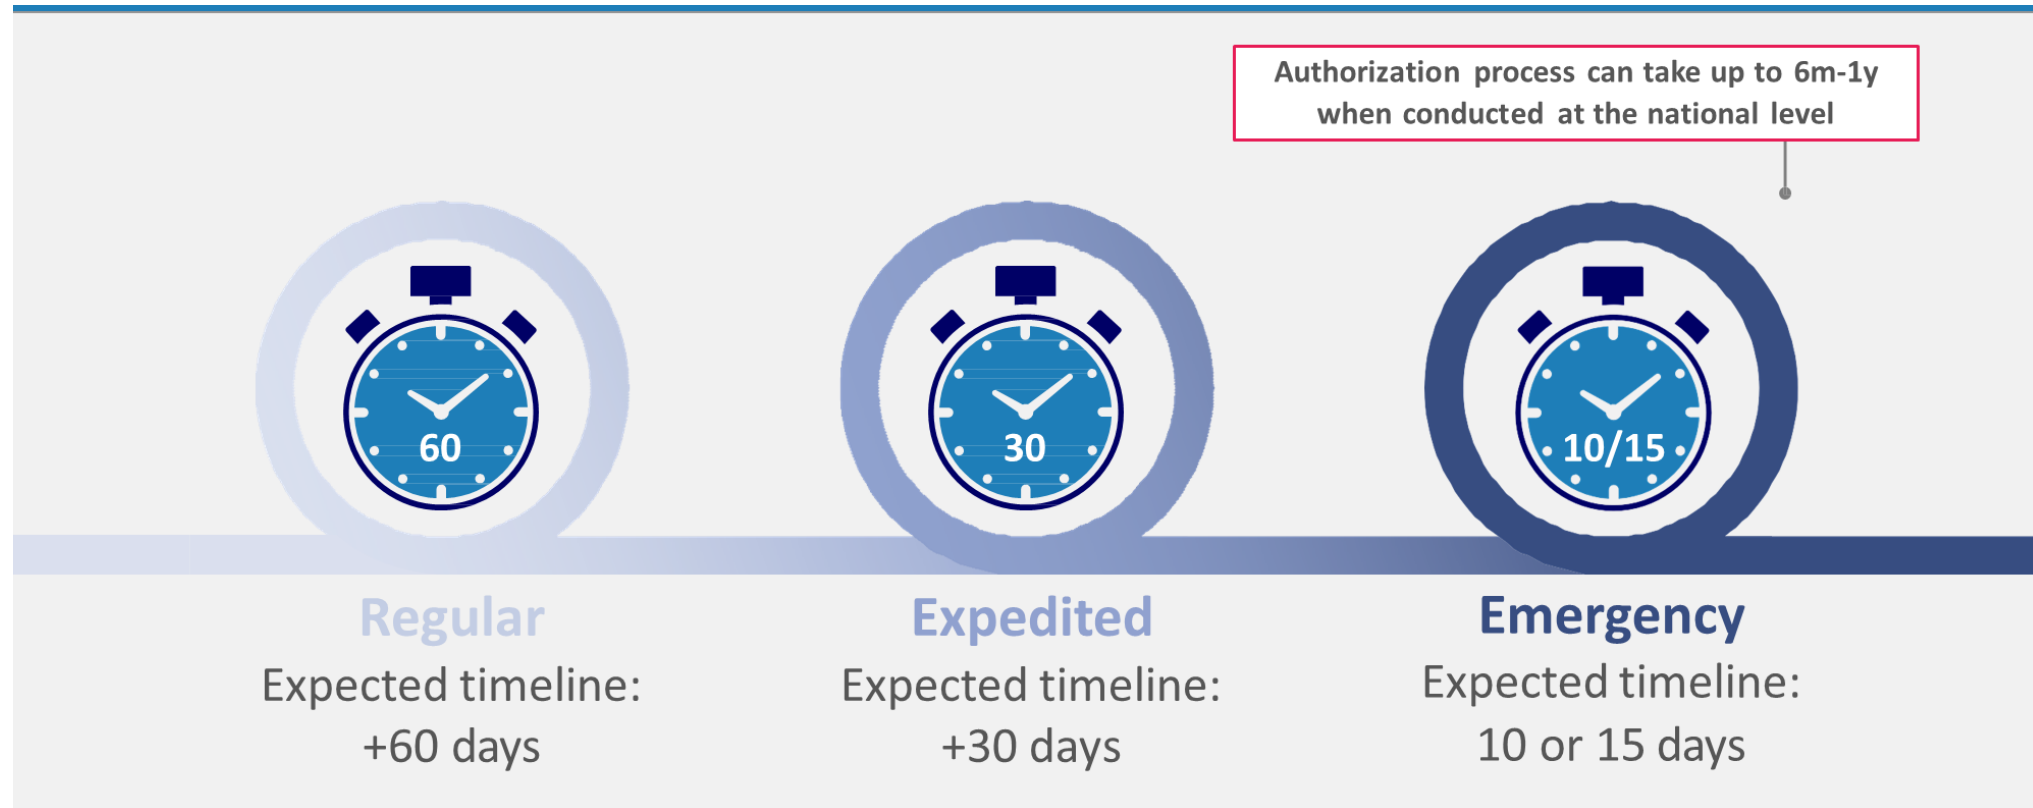 Authorization process can take up to 6m-1y
when conducted at the national level
60
30
10/15
Regular
Expected timeline:
+60 days
Expedited
Expected timeline:
+30 days
Emergency
Expected timeline:
10 or 15 days